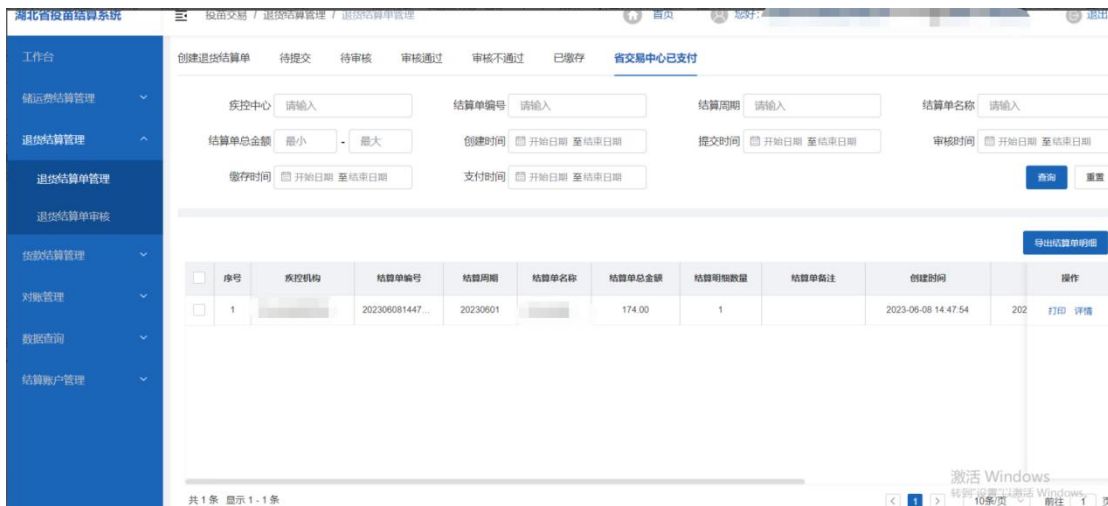 湖北省疫苗结算系统
疫苗交易 / 退货结算管理 / 退货结算单管理
首页
您好:
退出
工作台
储运费结算管理
退货结算管理
退货结算单管理
退货结算单审核
货款结算管理
对账管理
数据查询
结算账户管理
创建退货结算单 待提交 待审核 审核通过 审核不通过 已缴存 省交易中心已支付
疾控中心 请输入 结算单编号 请输入 结算周期 请输入 结算单名称 请输入
结算单总金额 最小 - 最大 创建时间 开始日期 至结束日期 提交时间 开始日期 至结束日期 审核时间 开始日期 至结束日期
缴存时间 开始日期 至结束日期 支付时间 开始日期 至结束日期 查询 重置
导出结算单明细
序号 疾控机构 结算单编号 结算周期 结算单名称 结算单总金额 结算明细数量 结算单备注 创建时间 操作
1 202306081447... 20230601 174.00 1 2023-06-08 14:47:54 202 打印 详情
激活 Windows
转到"设置"以激活 Windows。
共 1 条 显示 1 - 1 条 < 1 > 10条/页 前往 1 页